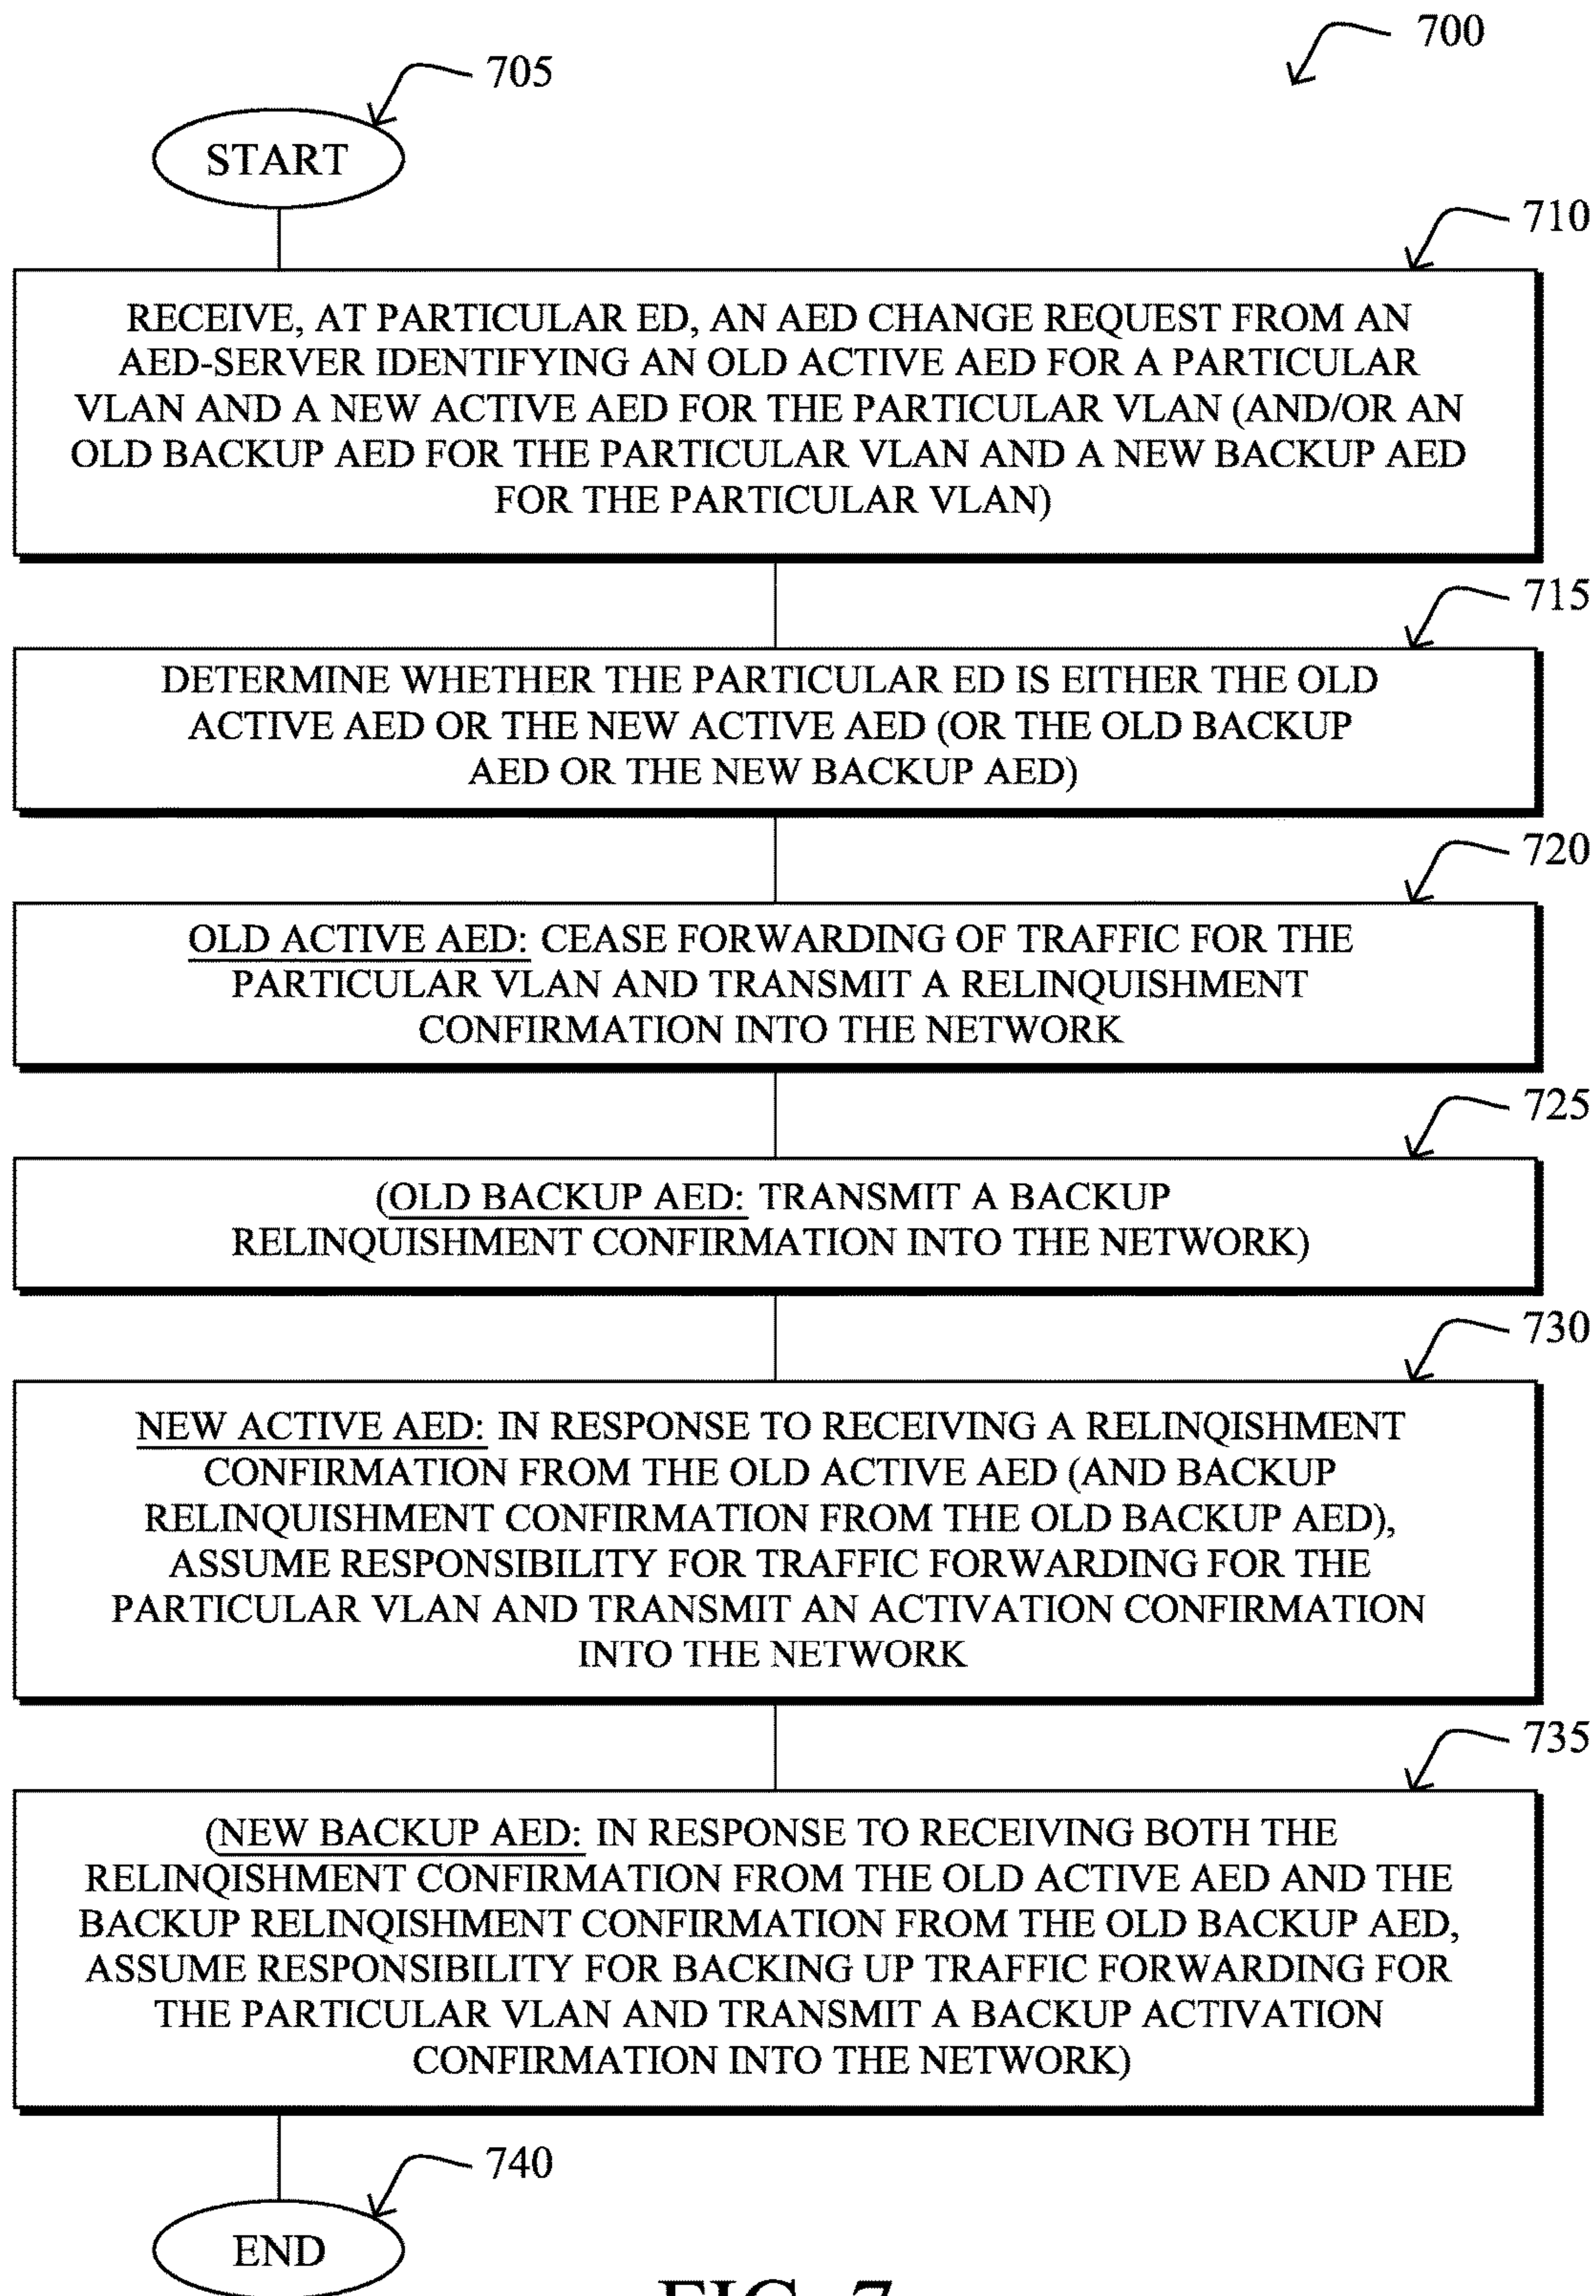 700
705
START
710
RECEIVE, AT PARTICULAR ED, AN AED CHANGE REQUEST FROM AN
AED-SERVER IDENTIFYING AN OLD ACTIVE AED FOR A PARTICULAR
VLAN AND A NEW ACTIVE AED FOR THE PARTICULAR VLAN (AND/OR AN
OLD BACKUP AED FOR THE PARTICULAR VLAN AND A NEW BACKUP AED
FOR THE PARTICULAR VLAN)
715
DETERMINE WHETHER THE PARTICULAR ED IS EITHER THE OLD
ACTIVE AED OR THE NEW ACTIVE AED (OR THE OLD BACKUP
AED OR THE NEW BACKUP AED)
720
OLD ACTIVE AED: CEASE FORWARDING OF TRAFFIC FOR THE
PARTICULAR VLAN AND TRANSMIT A RELINQUISHMENT
CONFIRMATION INTO THE NETWORK
725
(OLD BACKUP AED: TRANSMIT A BACKUP
RELINQUISHMENT CONFIRMATION INTO THE NETWORK)
730
NEW ACTIVE AED: IN RESPONSE TO RECEIVING A RELINQISHMENT
CONFIRMATION FROM THE OLD ACTIVE AED (AND BACKUP
RELINQUISHMENT CONFIRMATION FROM THE OLD BACKUP AED),
ASSUME RESPONSIBILITY FOR TRAFFIC FORWARDING FOR THE
PARTICULAR VLAN AND TRANSMIT AN ACTIVATION CONFIRMATION
INTO THE NETWORK
735
(NEW BACKUP AED: IN RESPONSE TO RECEIVING BOTH THE
RELINQISHMENT CONFIRMATION FROM THE OLD ACTIVE AED AND THE
BACKUP RELINQISHMENT CONFIRMATION FROM THE OLD BACKUP AED,
ASSUME RESPONSIBILITY FOR BACKING UP TRAFFIC FORWARDING FOR
THE PARTICULAR VLAN AND TRANSMIT A BACKUP ACTIVATION
CONFIRMATION INTO THE NETWORK)
740
END
FIG. 7